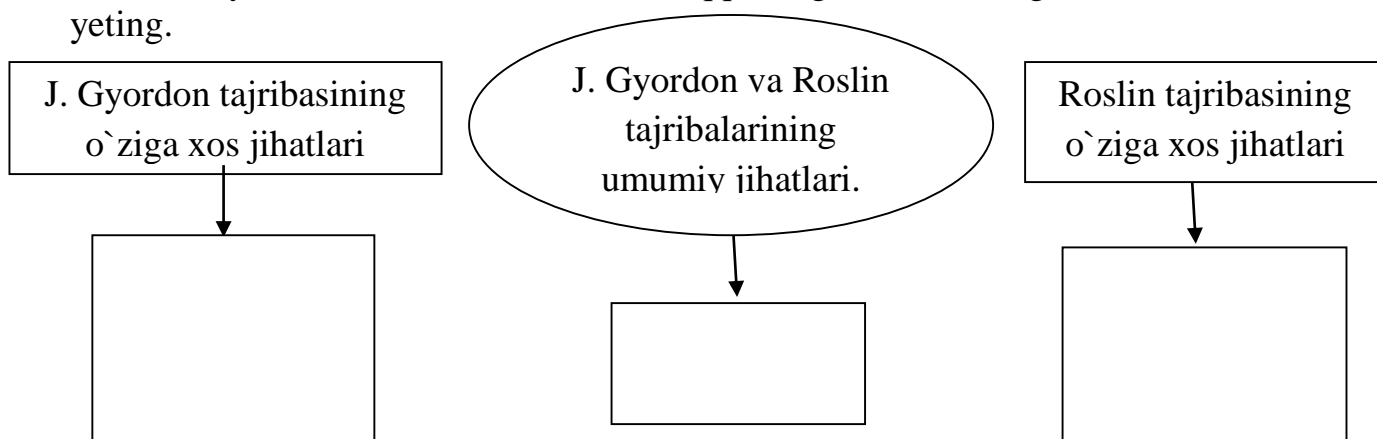 yeting.
J. Gyordon tajribasining
o`ziga xos jihatlari
J. Gyordon va Roslin
tajribalarining
umumiy jihatlari.
Roslin tajribasining
o`ziga xos jihatlari